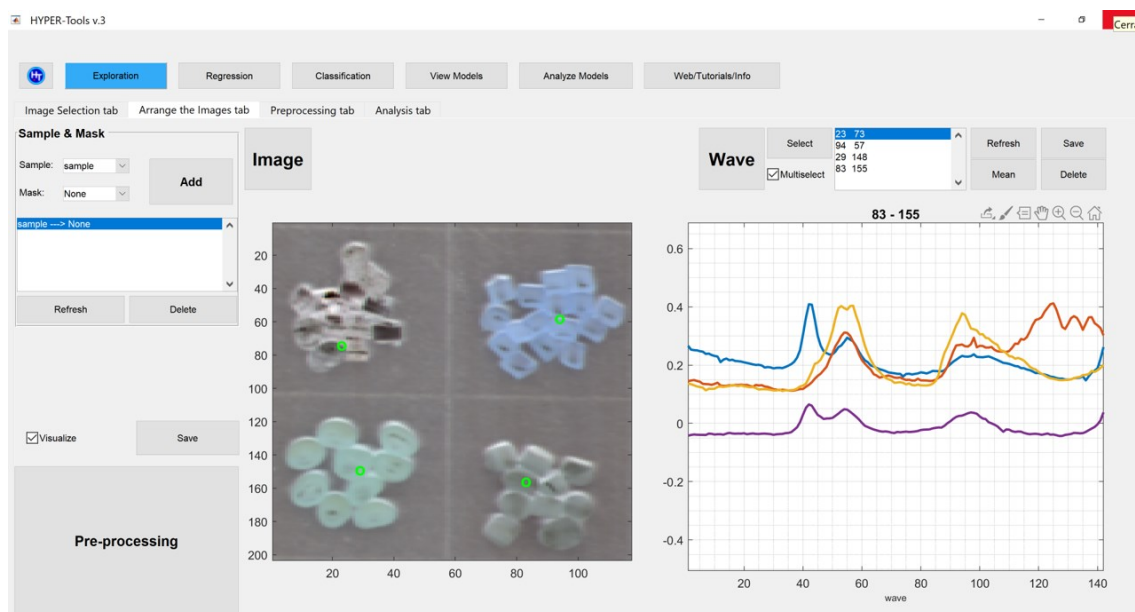 HYPER-Tools v.3
Cerra
HT
Exploration
Regression
Classification
View Models
Analyze Models
Web/Tutorials/Info
Image Selection tab
Arrange the Images tab
Preprocessing tab
Analysis tab
Sample & Mask
Sample:
sample
Mask:
None
Add
sample ---> None
Refresh
Delete
Visualize
Save
Pre-processing
Image
20
40
60
80
100
120
140
160
180
200
20
40
60
80
100
Wave
Select
Multiselect
23 73
94 57
29 148
83 155
Refresh
Save
Mean
Delete
83 - 155
0.6
0.4
0.2
0
-0.2
-0.4
20
40
60
80
100
120
140
wave